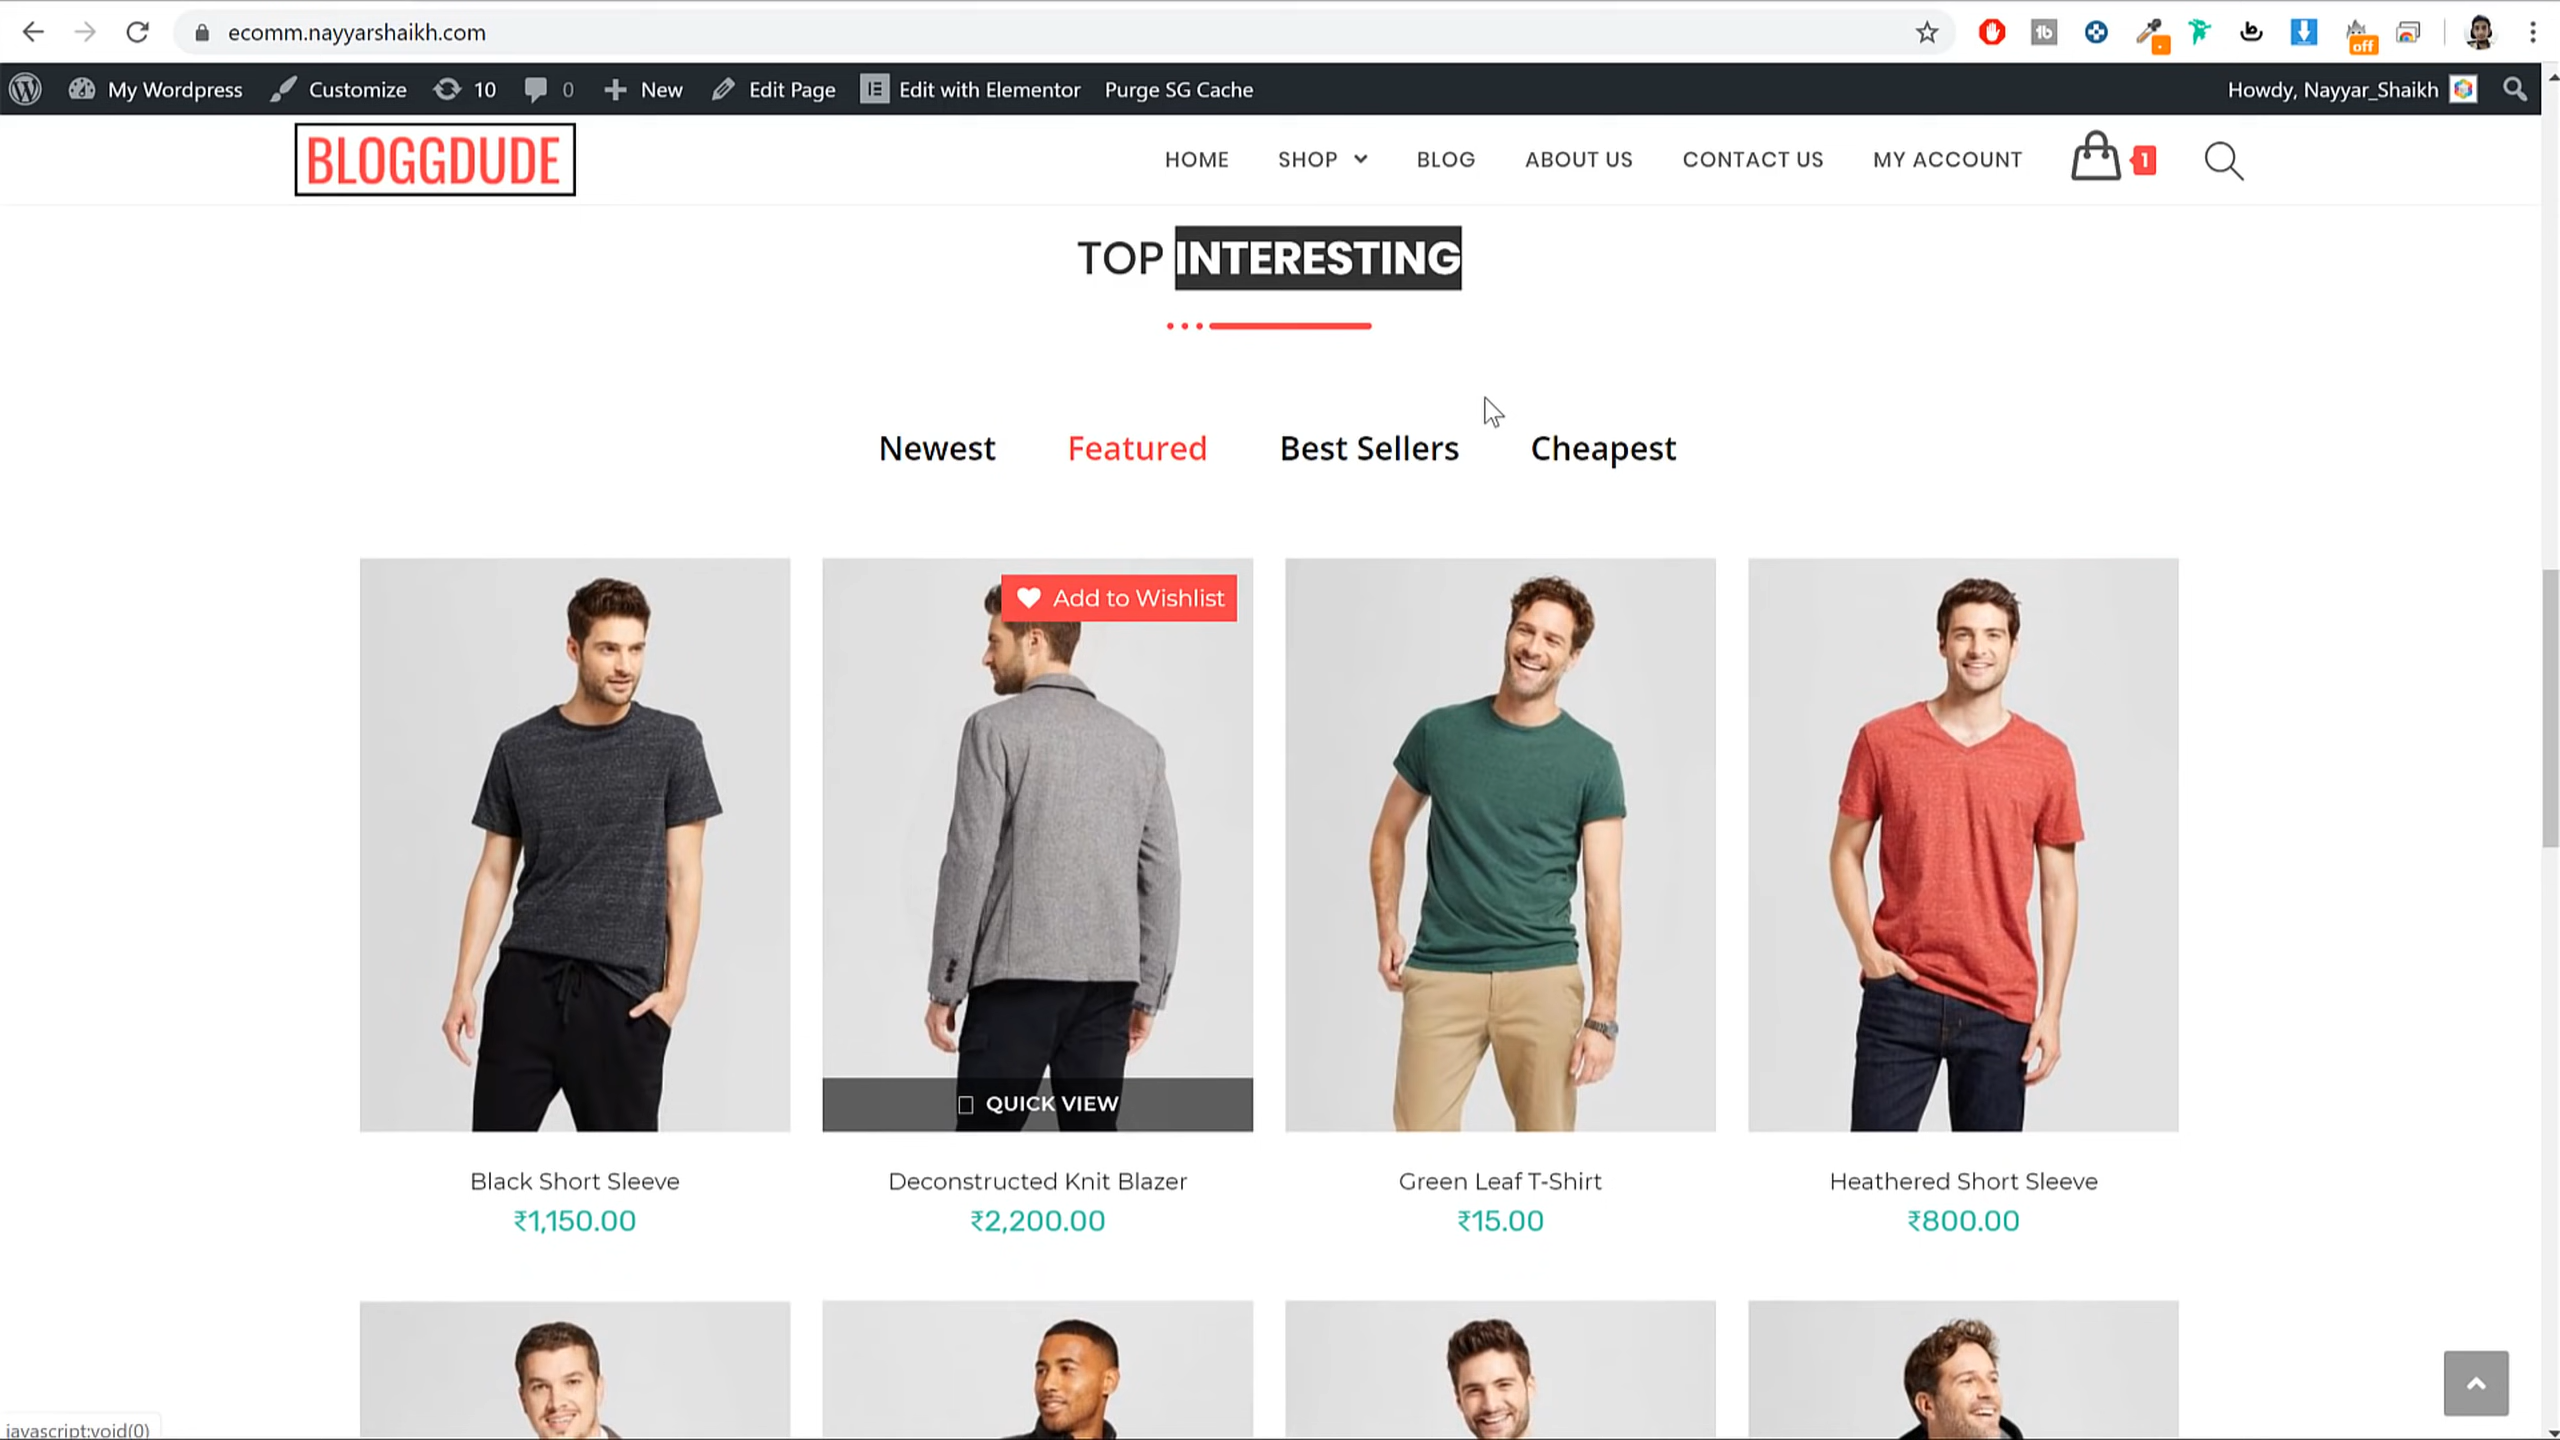 ecomm.nayyarshaikh.com
off
My Wordpress Customize 10 0 New Edit Page Edit with Elementor Purge SG Cache Howdy, Nayyar_Shaikh
BLOGGDUDE HOME SHOP BLOG ABOUT US CONTACT US MY ACCOUNT 1
TOP INTERESTING
Newest Featured Best Sellers Cheapest
Add to Wishlist
QUICK VIEW
Black Short Sleeve Deconstructed Knit Blazer Green Leaf T-Shirt Heathered Short Sleeve
₹1,150.00 ₹2,200.00 ₹15.00 ₹800.00
javascript:void(0)